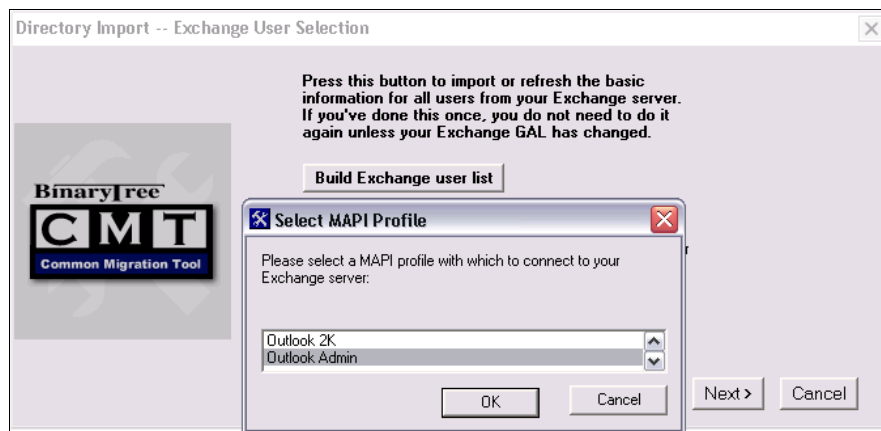 Directory Import -- Exchange User Selection
Press this button to import or refresh the basic
information for all users from your Exchange server.
If you've done this once, you do not need to do it
again unless your Exchange GAL has changed.
Build Exchange user list
BinaryTree
CMT
Common Migration Tool
Select MAPI Profile
Please select a MAPI profile with which to connect to your
Exchange server:
Outlook 2K
Outlook Admin
OK
Cancel
Next >
Cancel